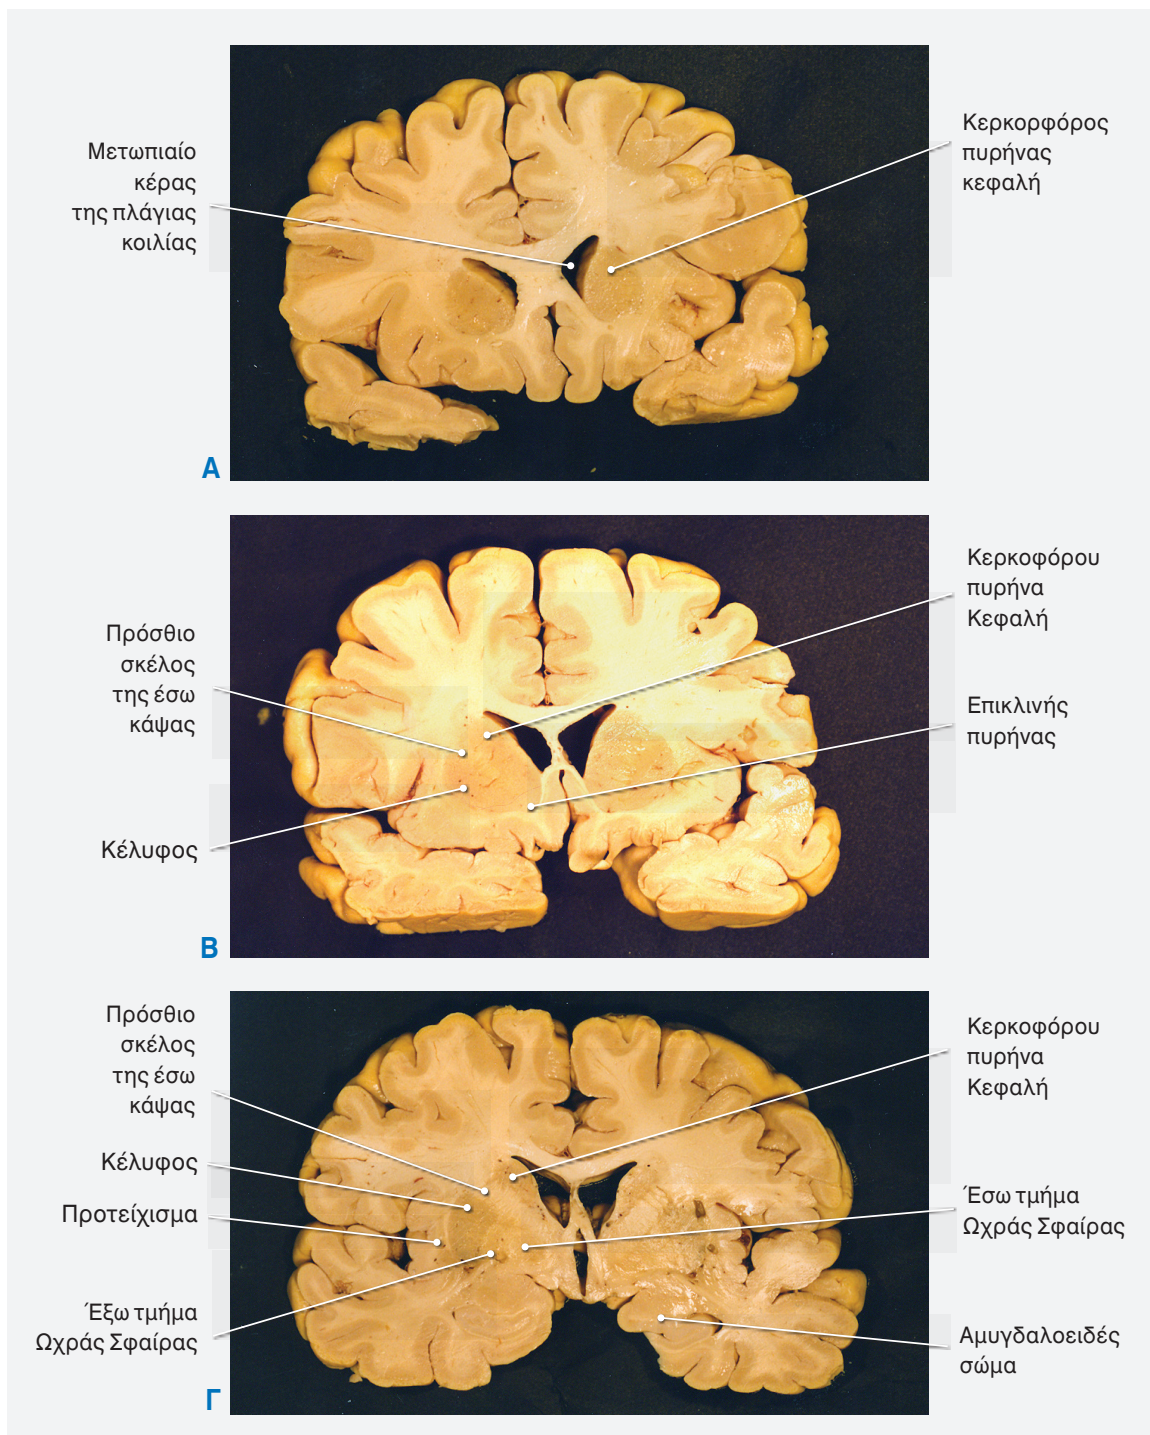 Μετωπιαίο
κέρας
της πλάγιας
κοιλίας
Κερκορφόρος
πυρήνας
κεφαλή
Α
Πρόσθιο
σκέλος
της έσω
κάψας
Κέλυφος
Κερκοφόρου
πυρήνα
Κεφαλή
Επικλινής
πυρήνας
Β
Πρόσθιο
σκέλος
της έσω
κάψας
Κέλυφος
Προτείχισμα
Έξω τμήμα
Ωχράς Σφαίρας
Κερκοφόρου
πυρήνα
Κεφαλή
Έσω τμήμα
Ωχράς Σφαίρας
Αμυγδαλοειδές
σώμα
Γ